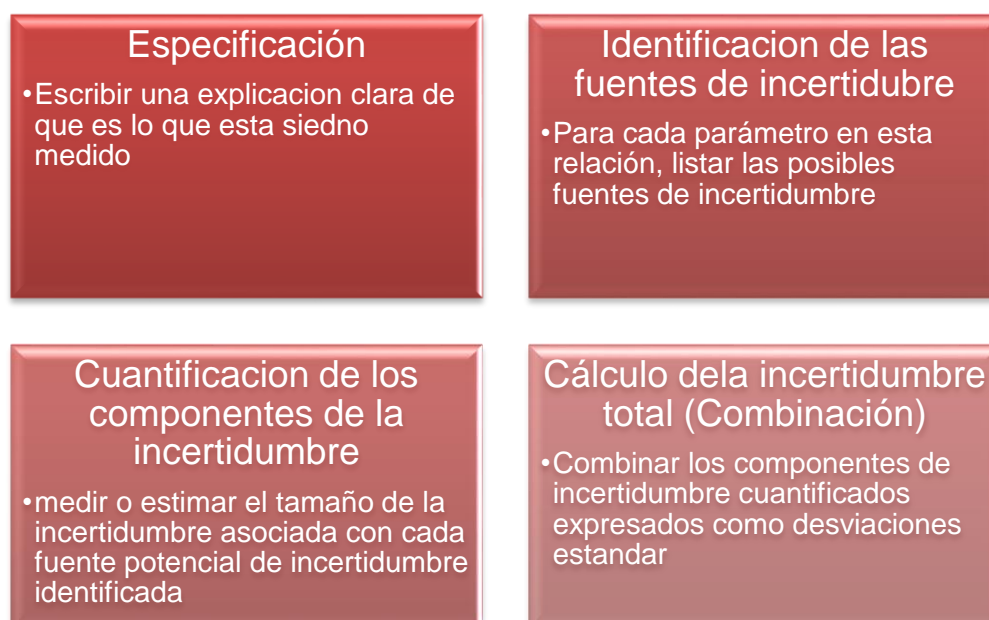 Especificación
•Escribir una explicacion clara de
que es lo que esta siedno
medido
Identificacion de las
fuentes de incertidubre
•Para cada parámetro en esta
relación, listar las posibles
fuentes de incertidumbre
Cuantificacion de los
componentes de la
incertidumbre
•medir o estimar el tamaño de la
incertidumbre asociada con cada
fuente potencial de incertidumbre
identificada
Cálculo dela incertidumbre
total (Combinación)
•Combinar los componentes de
incertidumbre cuantificados
expresados como desviaciones
estandar